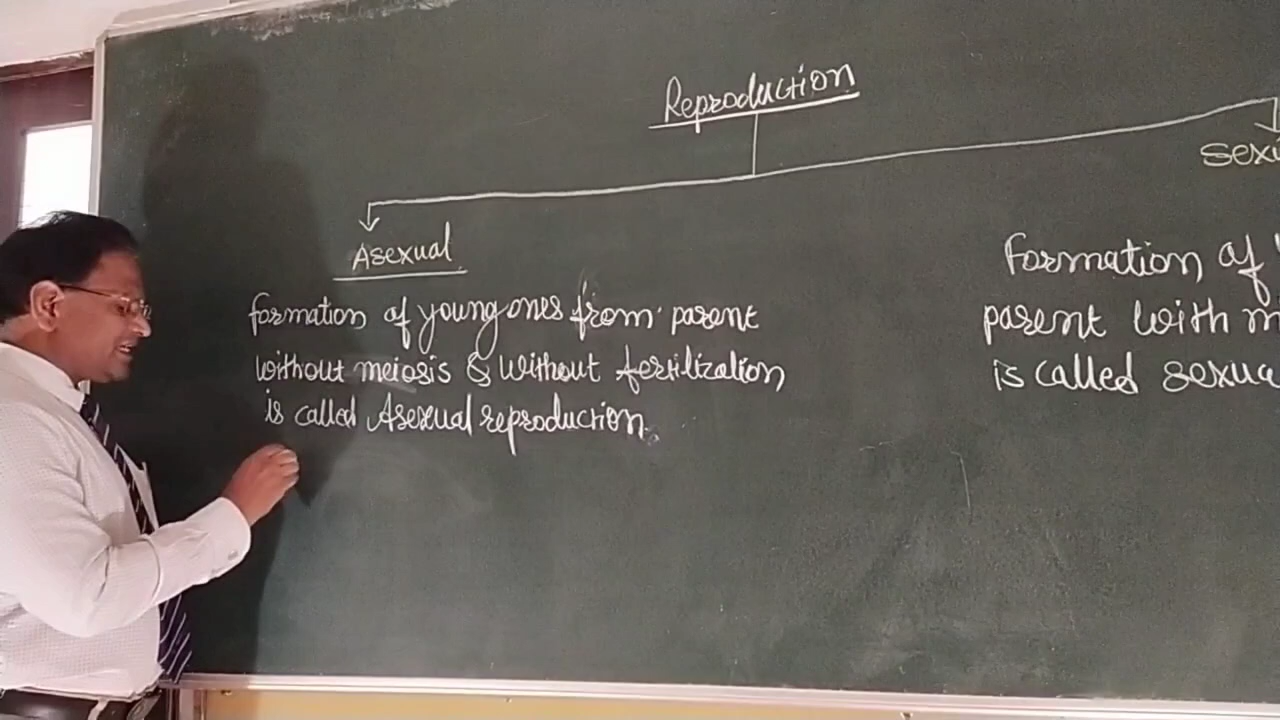 Reproduction
Asexual
formation of young ones from parent
without meiosis & without fertilization
is called Asexual reproduction.
Sexu
Formation of
parent with m
is called sexua